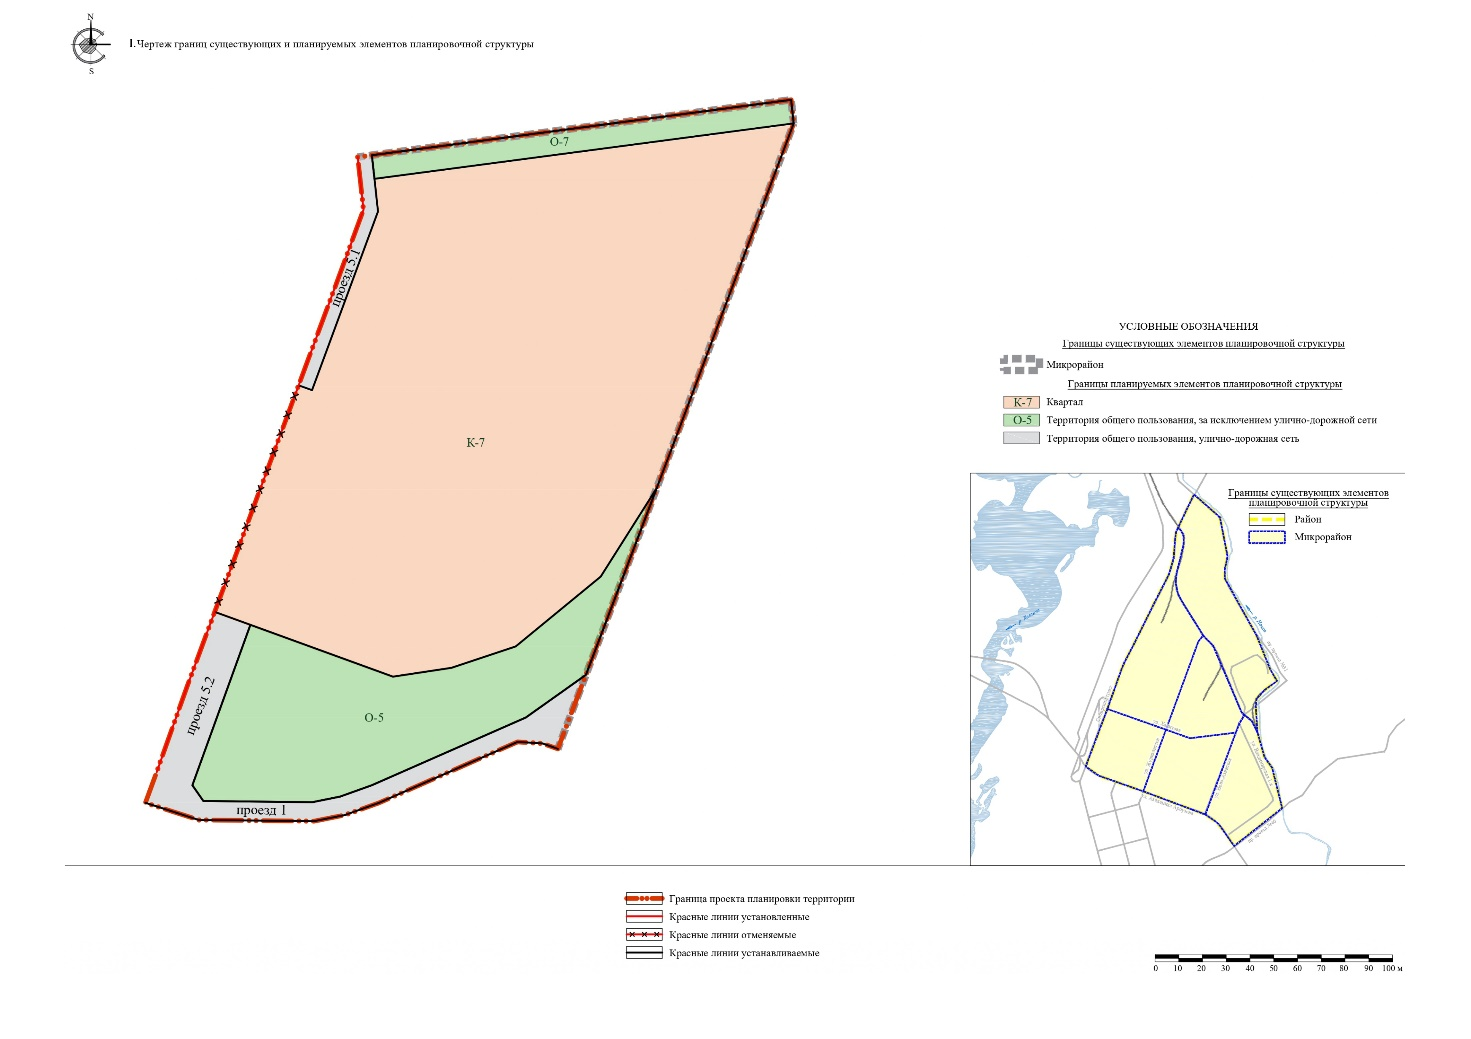 N
S
I. Чертеж границ существующих и планируемых элементов планировочной структуры
О-7
проезд 5.1
К-7
проезд 5.2
О-5
проезд 1
УСЛОВНЫЕ ОБОЗНАЧЕНИЯ
Границы существующих элементов планировочной структуры
Микрорайон
Границы планируемых элементов планировочной структуры
К-7 Квартал
О-5 Территория общего пользования, за исключением улично-дорожной сети
Территория общего пользования, улично-дорожная сеть
Границы существующих элементов
планировочной структуры
Район
Микрорайон
Граница проекта планировки территории
Красные линии установленные
Красные линии отменяемые
Красные линии устанавливаемые
0 10 20 30 40 50 60 70 80 90 100 м